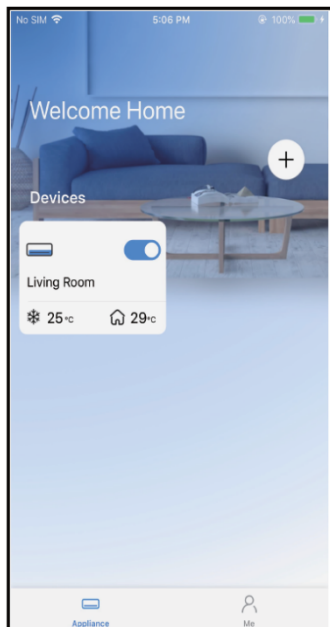 No SIM 5:06 PM 100%
Welcome Home
+
Devices
Living Room
25°C 29°C
Appliance Me